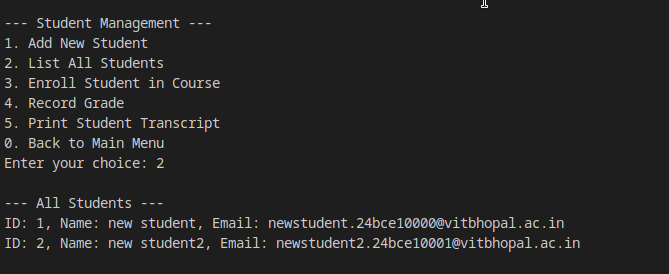 --- Student Management ---
1. Add New Student
2. List All Students
3. Enroll Student in Course
4. Record Grade
5. Print Student Transcript
0. Back to Main Menu
Enter your choice: 2
--- All Students ---
ID: 1, Name: new student, Email: newstudent.24bce10000@vitbhopal.ac.in
ID: 2, Name: new student2, Email: newstudent2.24bce10001@vitbhopal.ac.in